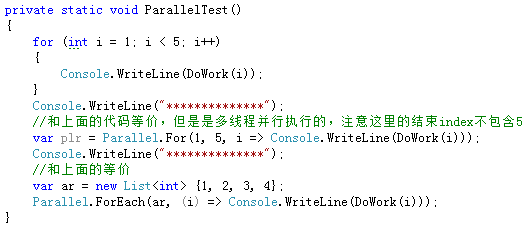 private static void ParallelTest()
{
    for (int i = 1; i < 5; i++)
    {
        Console.WriteLine(DoWork(i));
    }
    Console.WriteLine("**************");
    //和上面的代码等价，但是是多线程并行执行的，注意这里的结束index不包含5
    var plr = Parallel.For(1, 5, i => Console.WriteLine(DoWork(i)));
    Console.WriteLine("**************");
    //和上面的等价
    var ar = new List<int> {1, 2, 3, 4};
    Parallel.ForEach(ar, (i) => Console.WriteLine(DoWork(i)));
}